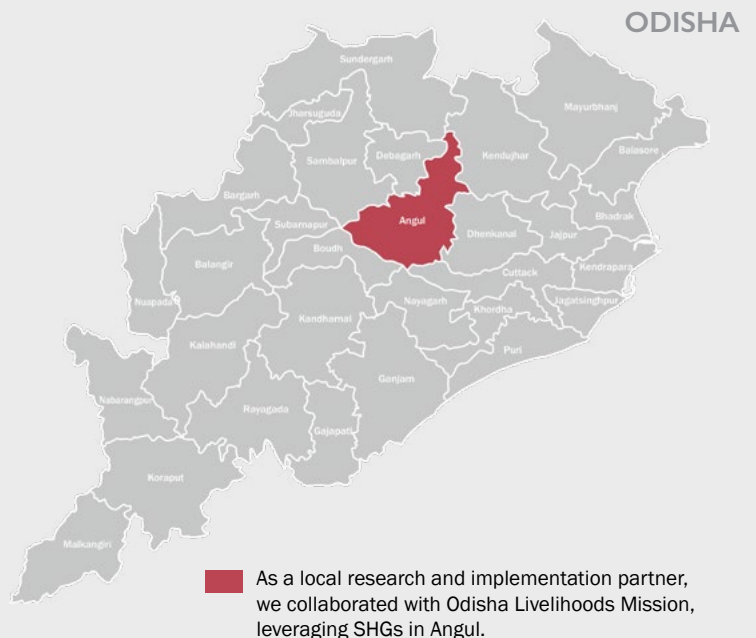 ODISHA
Sundergarh
Jharsuguda
Mayurbhanj
Sambalpur
Debagarh
Kendujhar
Balasore
Bargarh
Angul
Bhadrak
Subarnapur
Dhenkanal
Jajpur
Boudh
Balangir
Cuttack
Kendrapara
Nuapada
Nayagarh
Khordha
Jagatsinghpur
Kandhamal
Kalahandi
Puri
Ganjam
Nabarangpur
Rayagada
Gajapati
Koraput
Malkangiri
As a local research and implementation partner,
we collaborated with Odisha Livelihoods Mission,
leveraging SHGs in Angul.